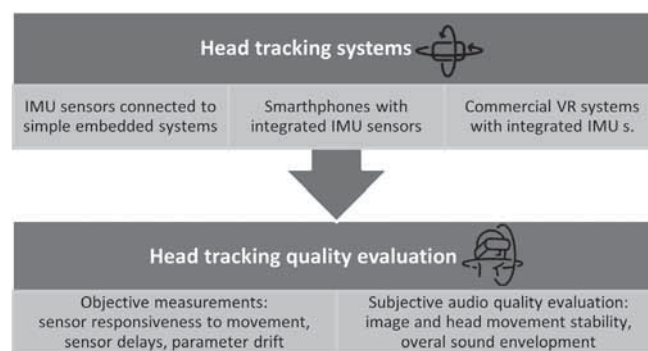 Head tracking systems
IMU sensors connected to
simple embedded systems
Smarthphones with
integrated IMU sensors
Commercial VR systems
with integrated IMU s.
Head tracking quality evaluation
Objective measurements:
sensor responsiveness to movement,
sensor delays, parameter drift
Subjective audio quality evaluation:
image and head movement stability,
overal sound envelopment